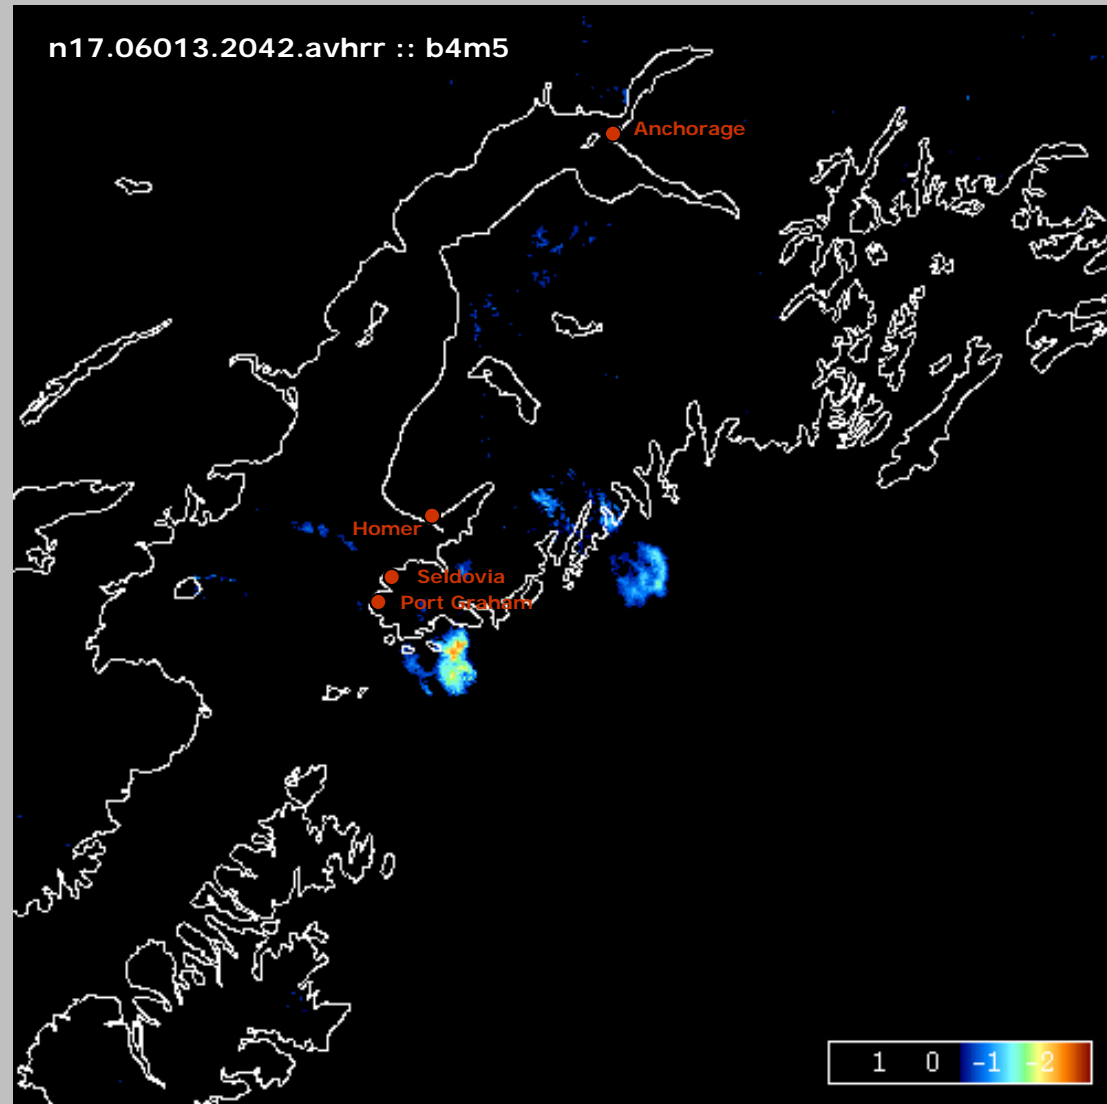 n17.06013.2042.avhrr :: b4m5
Anchorage
Homer
Seldovia
Port Graham
1 0 -1 -2